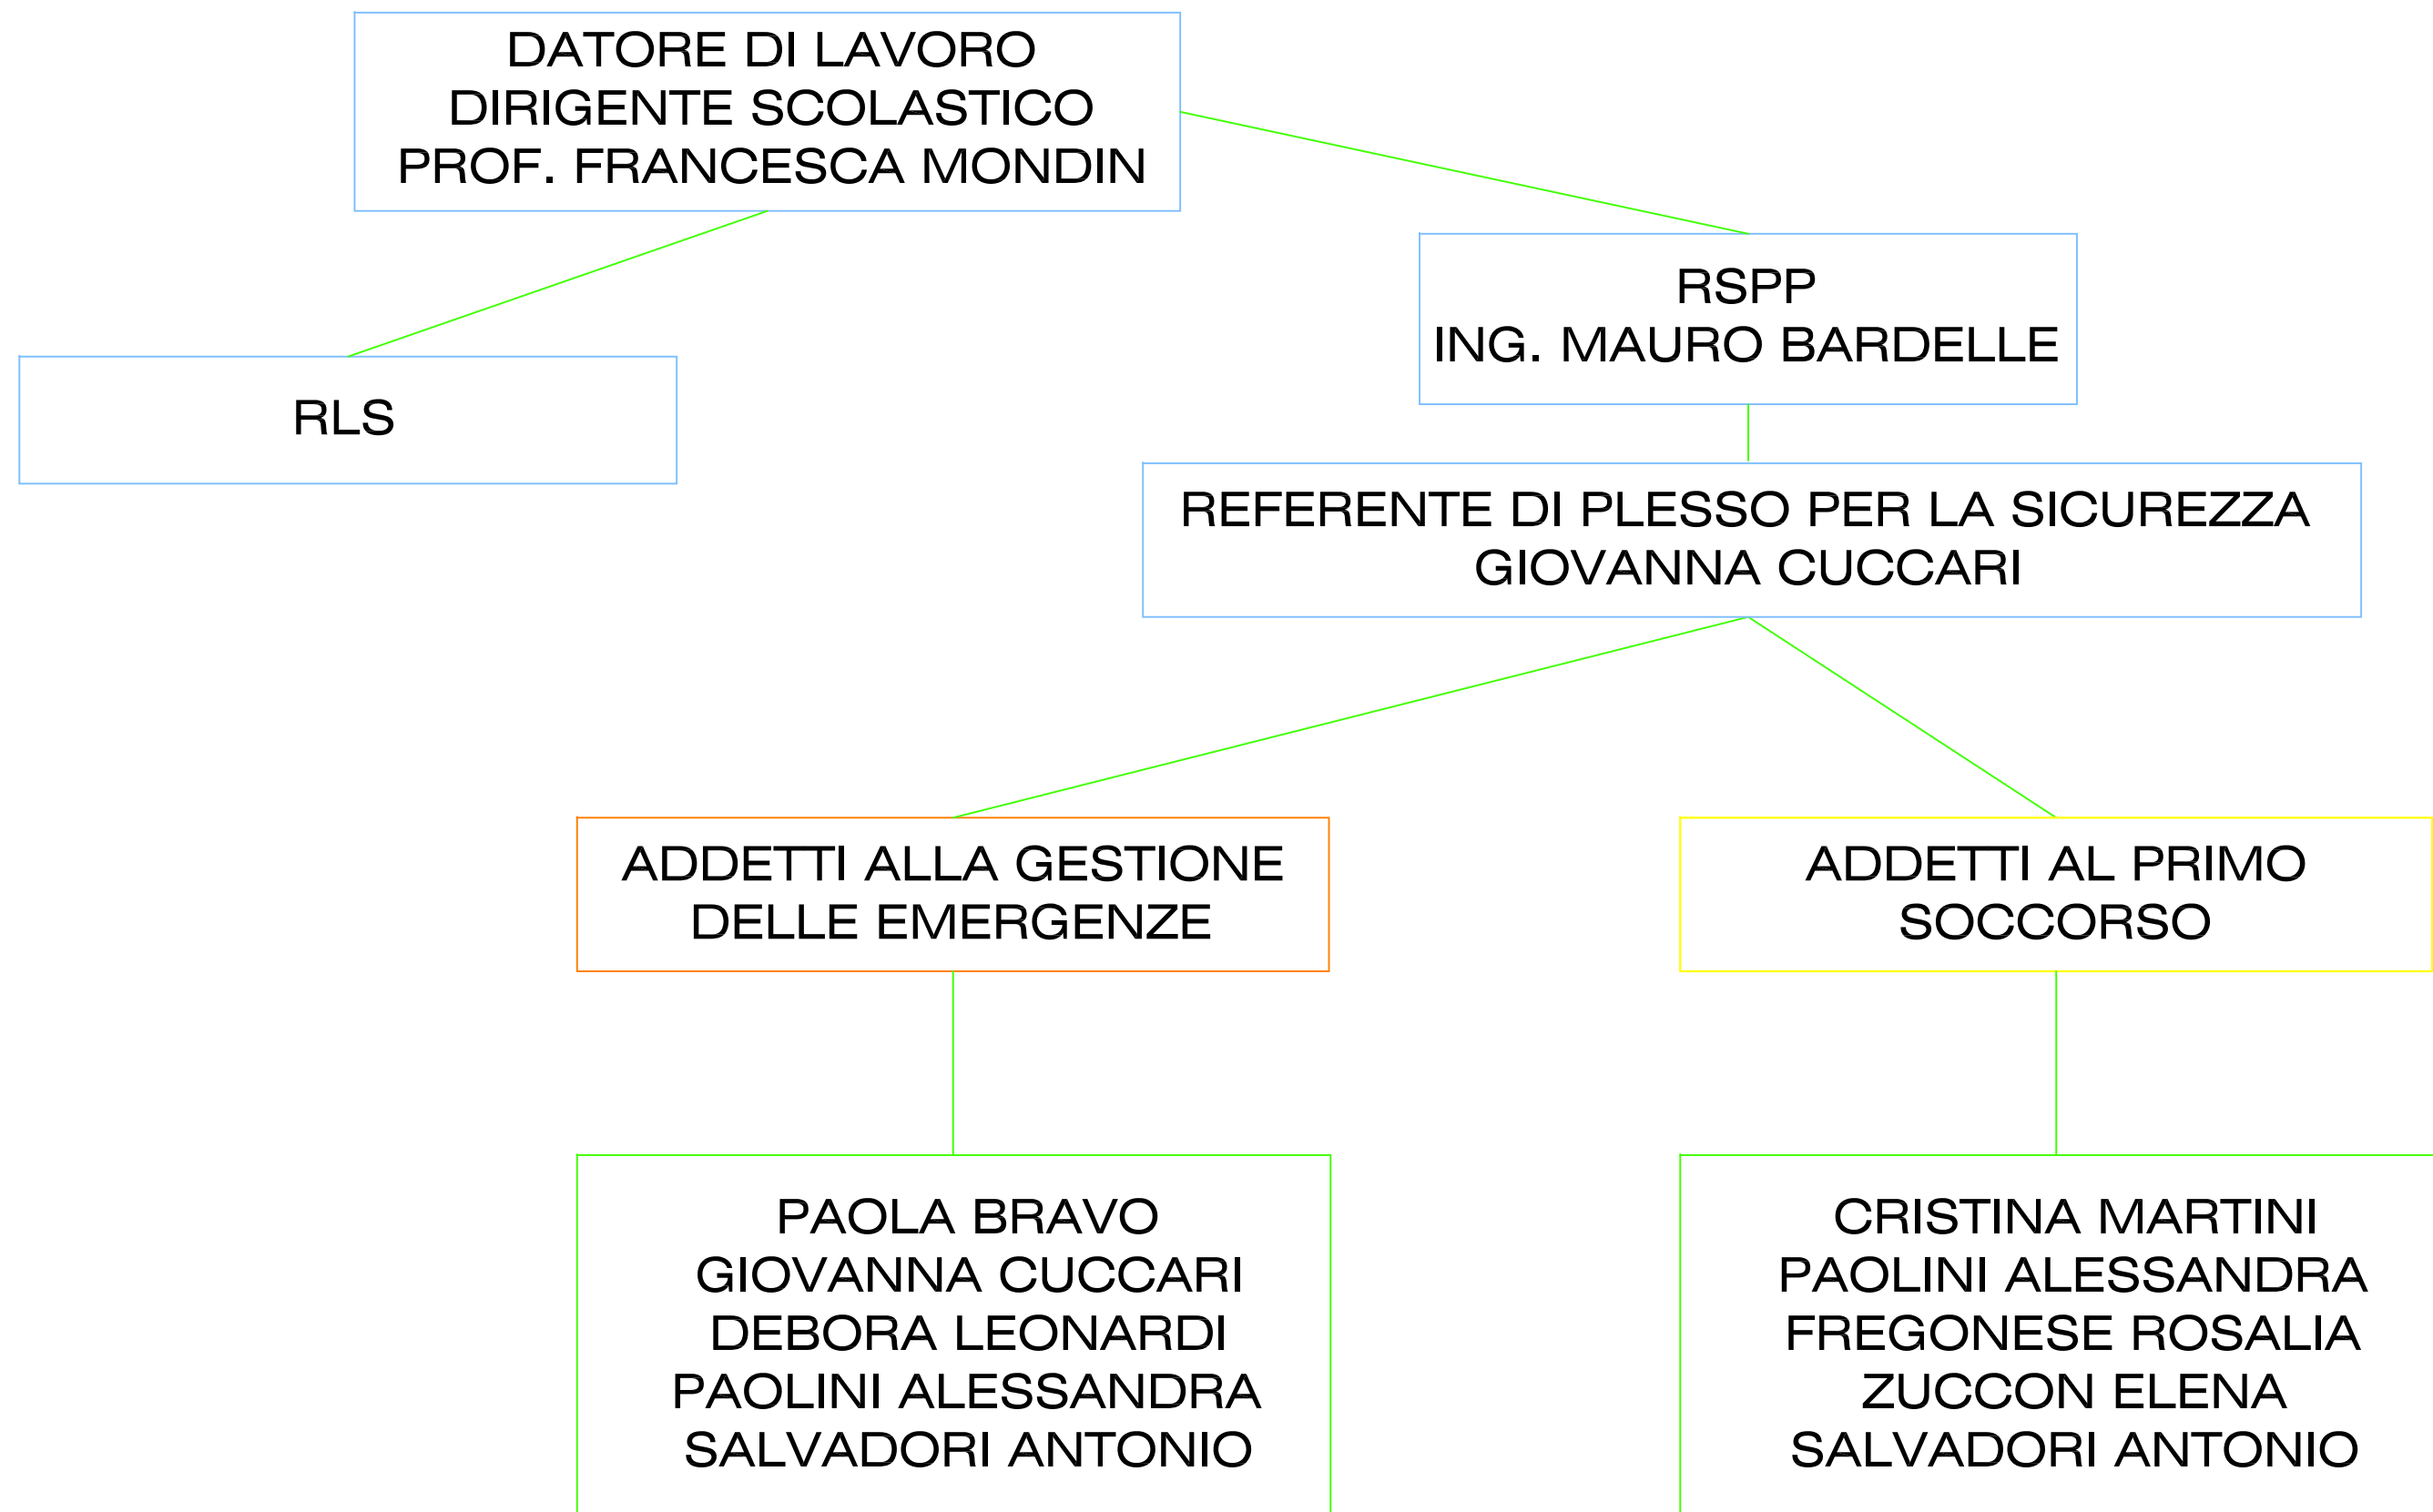 DATORE DI LAVORO
DIRIGENTE SCOLASTICO
PROF. FRANCESCA MONDIN
RSPP
ING. MAURO BARDELLE
RLS
REFERENTE DI PLESSO PER LA SICUREZZA
GIOVANNA CUCCARI
ADDETTI ALLA GESTIONE
DELLE EMERGENZE
ADDETTI AL PRIMO
SOCCORSO
PAOLA BRAVO
GIOVANNA CUCCARI
DEBORA LEONARDI
PAOLINI ALESSANDRA
SALVADORI ANTONIO
CRISTINA MARTINI
PAOLINI ALESSANDRA
FREGONESE ROSALIA
ZUCCON ELENA
SALVADORI ANTONIO